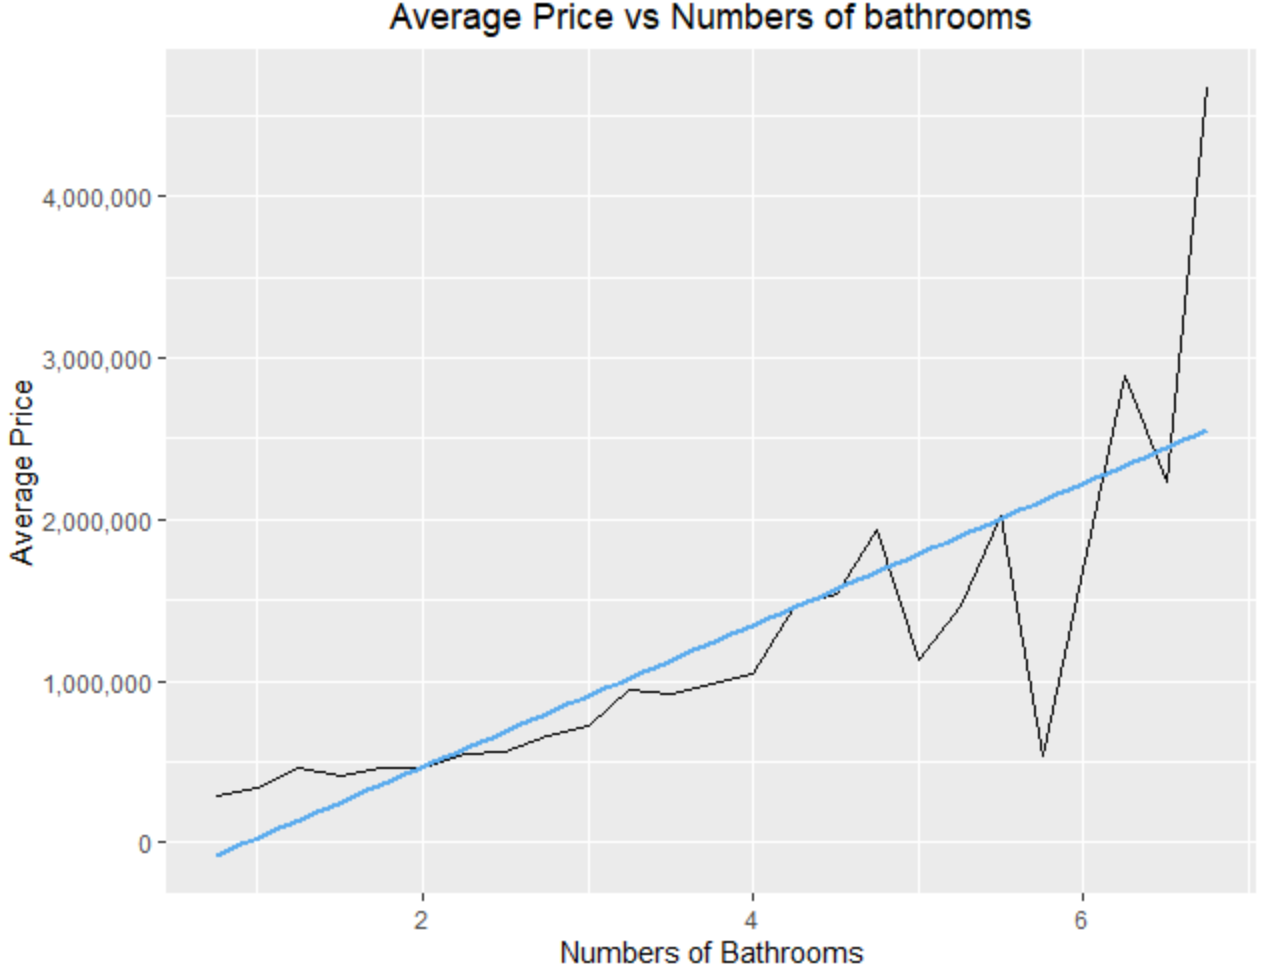 Average Price vs Numbers of bathrooms
4,000,000
3,000,000
2,000,000
1,000,000
0
Average Price
2 4 6
Numbers of Bathrooms